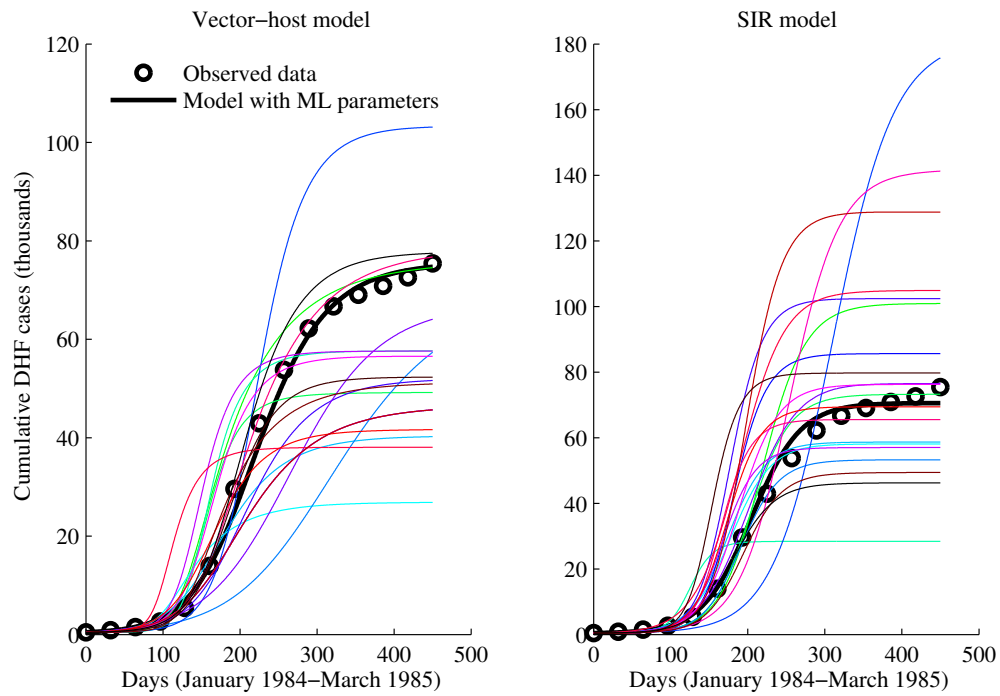 Vector−host model
120
100
80
60
40
20
0
0 100 200 300 400 500
Cumulative DHF cases (thousands)
Days (January 1984−March 1985)
Observed data
Model with ML parameters
SIR model
180
160
140
120
100
80
60
40
20
0
0 100 200 300 400 500
Days (January 1984−March 1985)